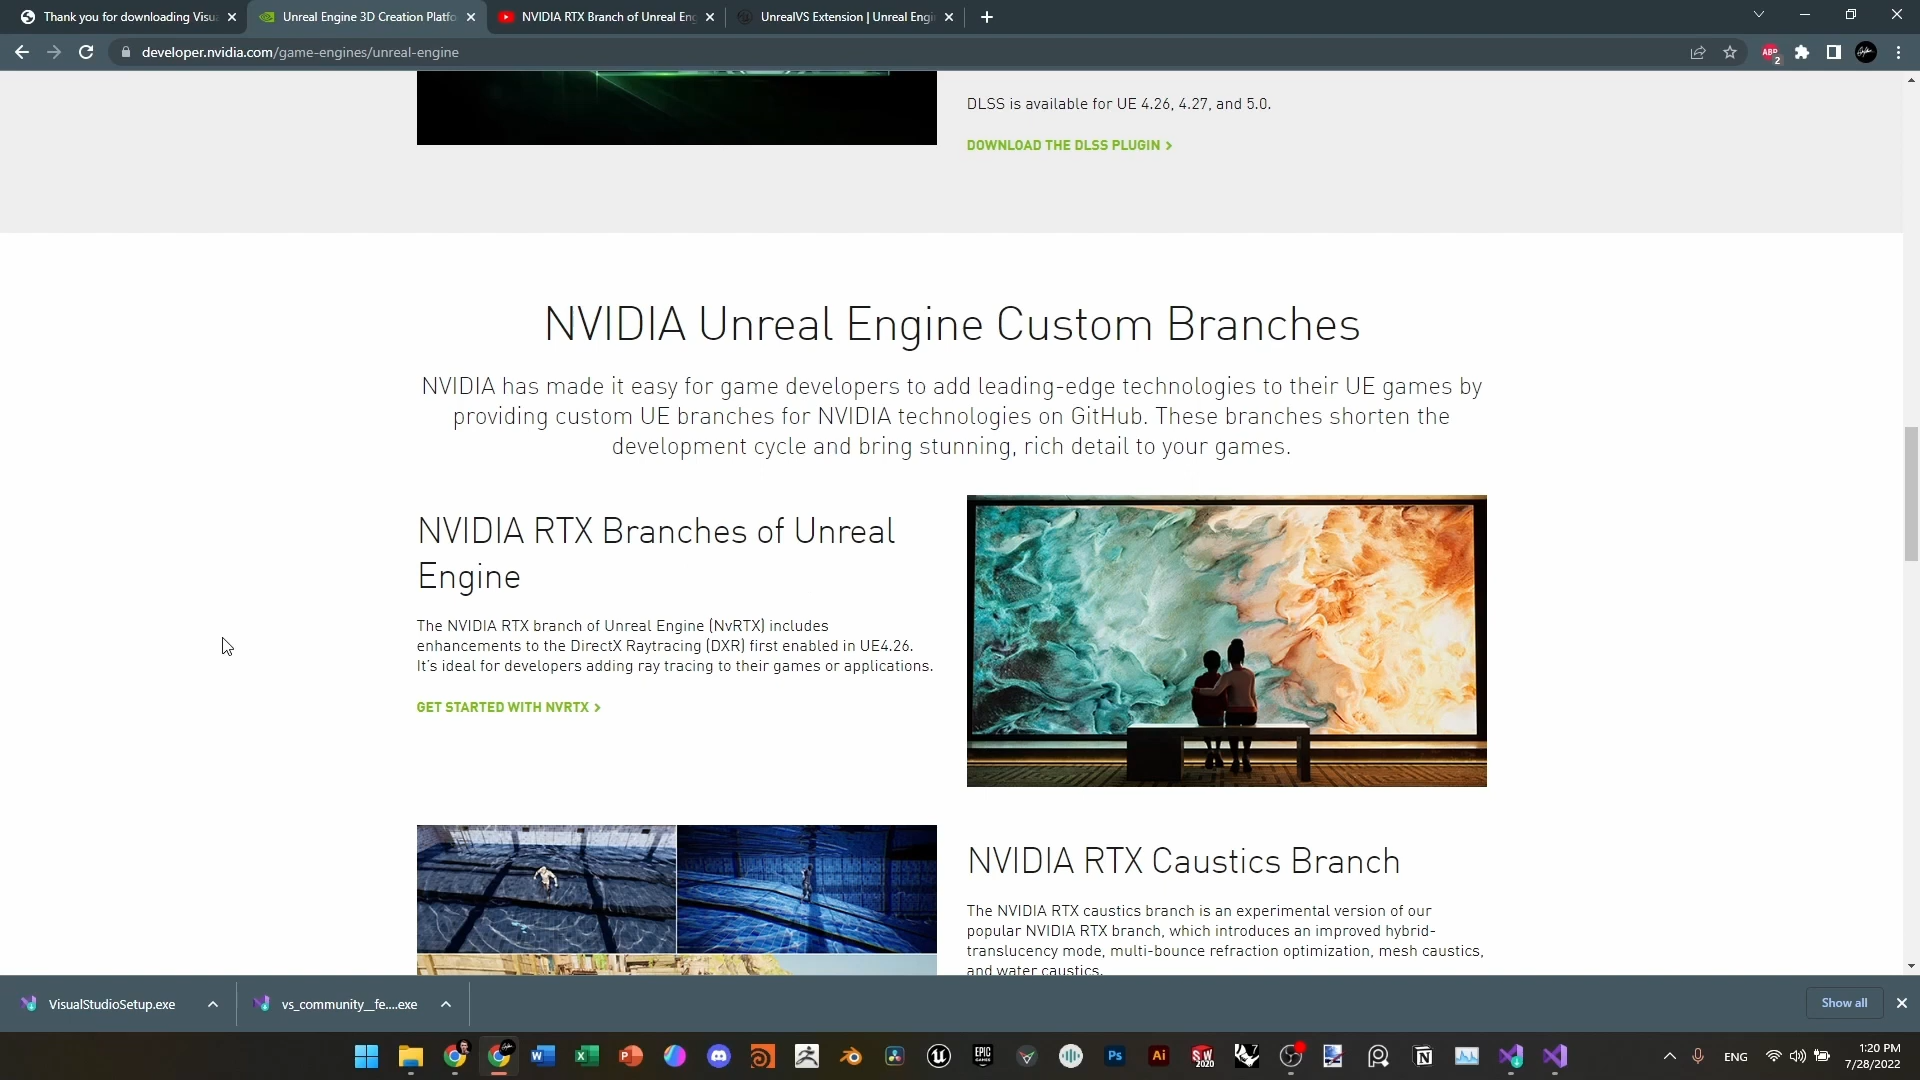 Thank you for downloading Visu
Unreal Engine 3D Creation Platfo
NVIDIA RTX Branch of Unreal Eng
UnrealVS Extension | Unreal Engi
developer.nvidia.com/game-engines/unreal-engine
ABP
2
DLSS is available for UE 4.26, 4.27, and 5.0.
DOWNLOAD THE DLSS PLUGIN >
NVIDIA Unreal Engine Custom Branches
NVIDIA has made it easy for game developers to add leading-edge technologies to their UE games by
providing custom UE branches for NVIDIA technologies on GitHub. These branches shorten the
development cycle and bring stunning, rich detail to your games.
NVIDIA RTX Branches of Unreal
Engine
The NVIDIA RTX branch of Unreal Engine (NvRTX) includes
enhancements to the DirectX Raytracing (DXR) first enabled in UE4.26.
It's ideal for developers adding ray tracing to their games or applications.
GET STARTED WITH NVRTX >
NVIDIA RTX Caustics Branch
The NVIDIA RTX caustics branch is an experimental version of our
popular NVIDIA RTX branch, which introduces an improved hybrid-
translucency mode, multi-bounce refraction optimization, mesh caustics,
and water caustics.
VisualStudioSetup.exe
vs_community__fe....exe
Show all
EPIC
GAMES
Ps
Ai
SW
2020
ENG
1:20 PM
7/28/2022